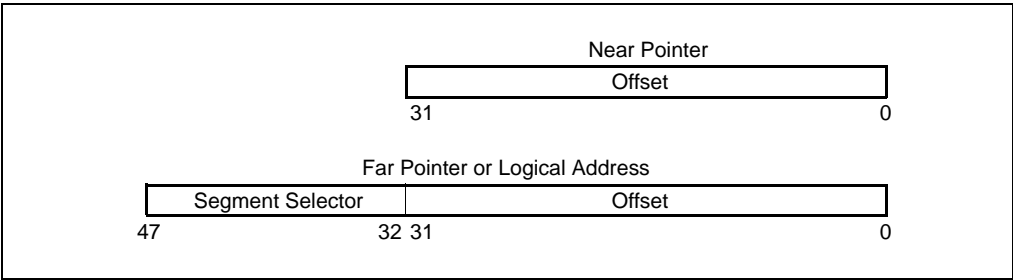 Near Pointer
Offset
31 0
Far Pointer or Logical Address
Segment Selector Offset
47 32 31 0